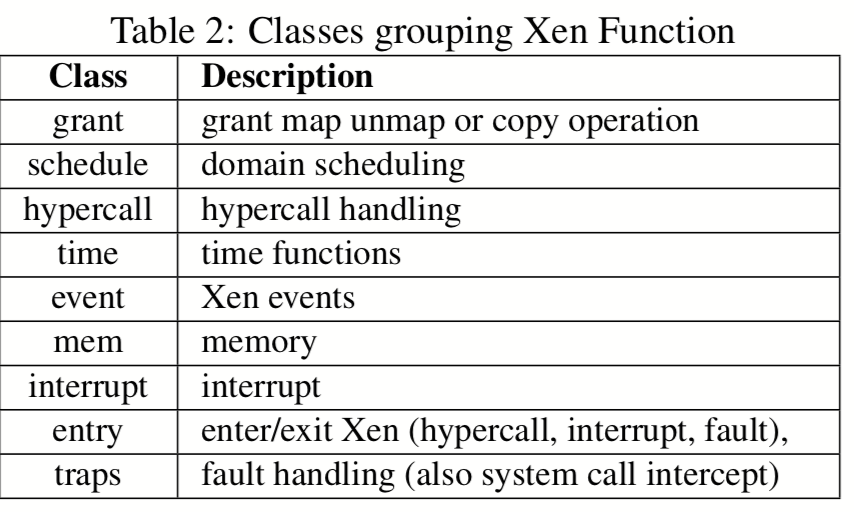 Table 2: Classes grouping Xen Function
Class Description
grant grant map unmap or copy operation
schedule domain scheduling
hypercall hypercall handling
time time functions
event Xen events
mem memory
interrupt interrupt
entry enter/exit Xen (hypercall, interrupt, fault),
traps fault handling (also system call intercept)